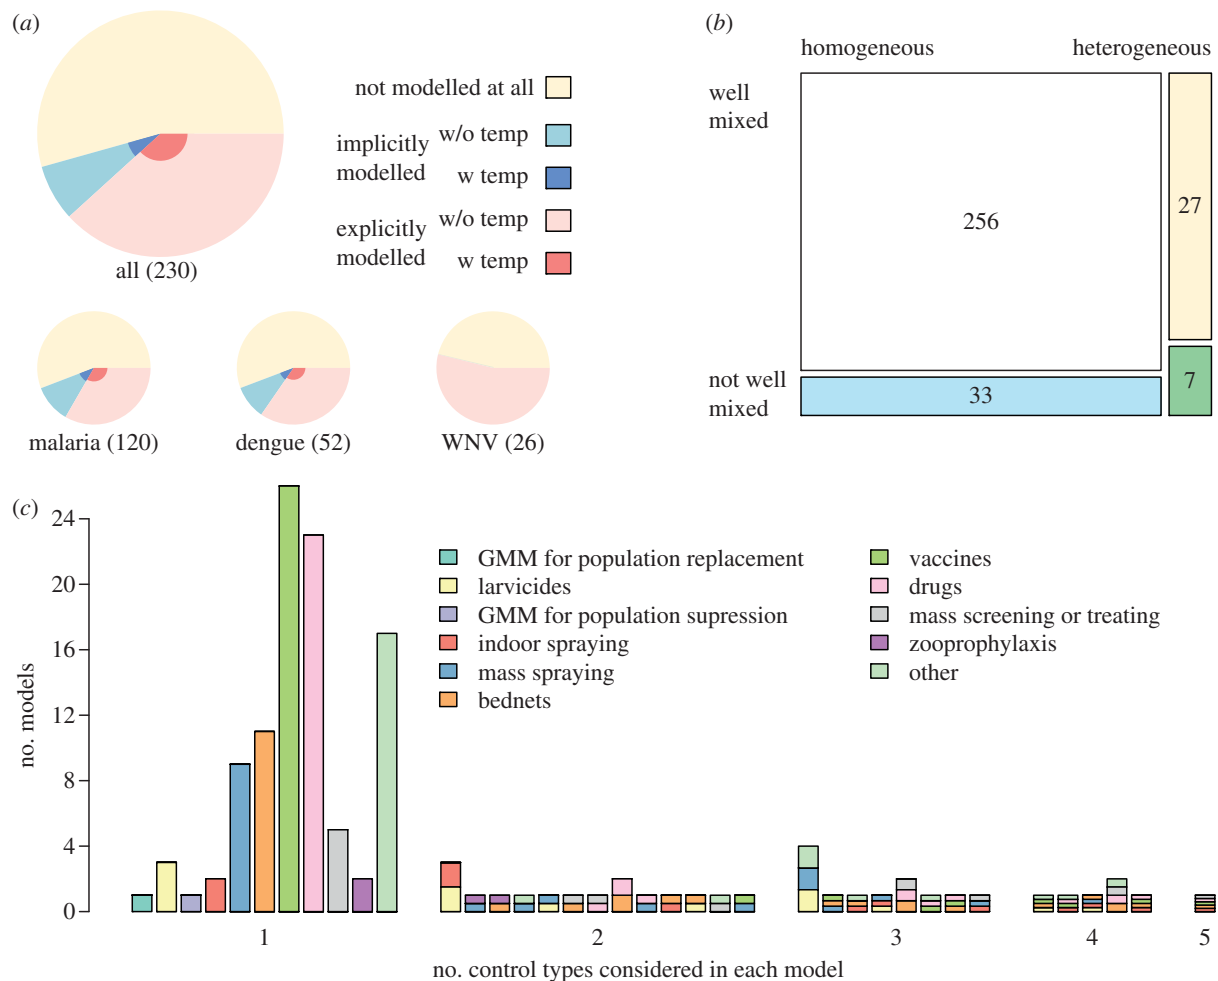 (a)
not modelled at all
implicitly modelled
w/o temp
w temp
explicitly modelled
w/o temp
w temp
all (230)
malaria (120)
dengue (52)
WNV (26)
(b)
homogeneous
heterogeneous
well mixed
not well mixed
256
27
33
7
(c)
no. models
24
20
16
12
8
4
0
GMM for population replacement
larvicides
GMM for population supression
indoor spraying
mass spraying
bednets
vaccines
drugs
mass screening or treating
zooprophylaxis
other
1
2
3
4
5
no. control types considered in each model